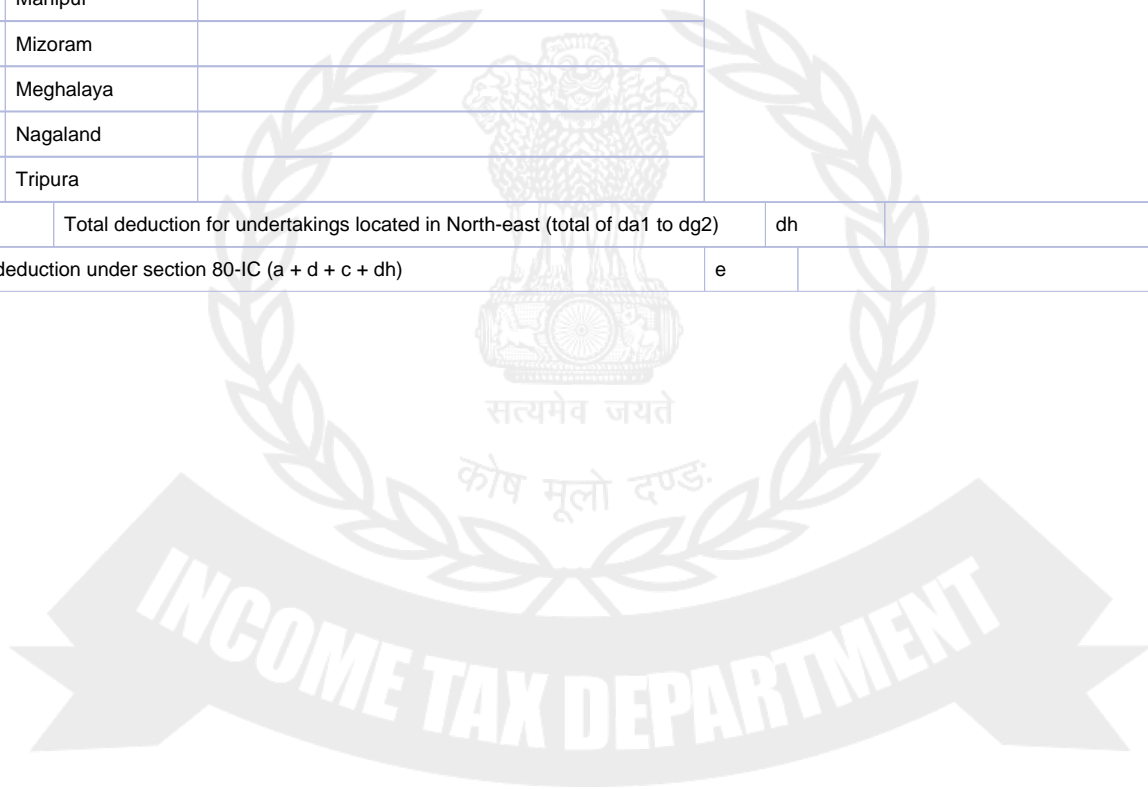 Manipur
Mizoram
Meghalaya
Nagaland
Tripura
Total deduction for undertakings located in North-east (total of da1 to dg2) dh
deduction under section 80-IC (a + d + c + dh) e
सत्यमेव जयते
कोष मूलो दण्डः
INCOME TAX DEPARTMENT